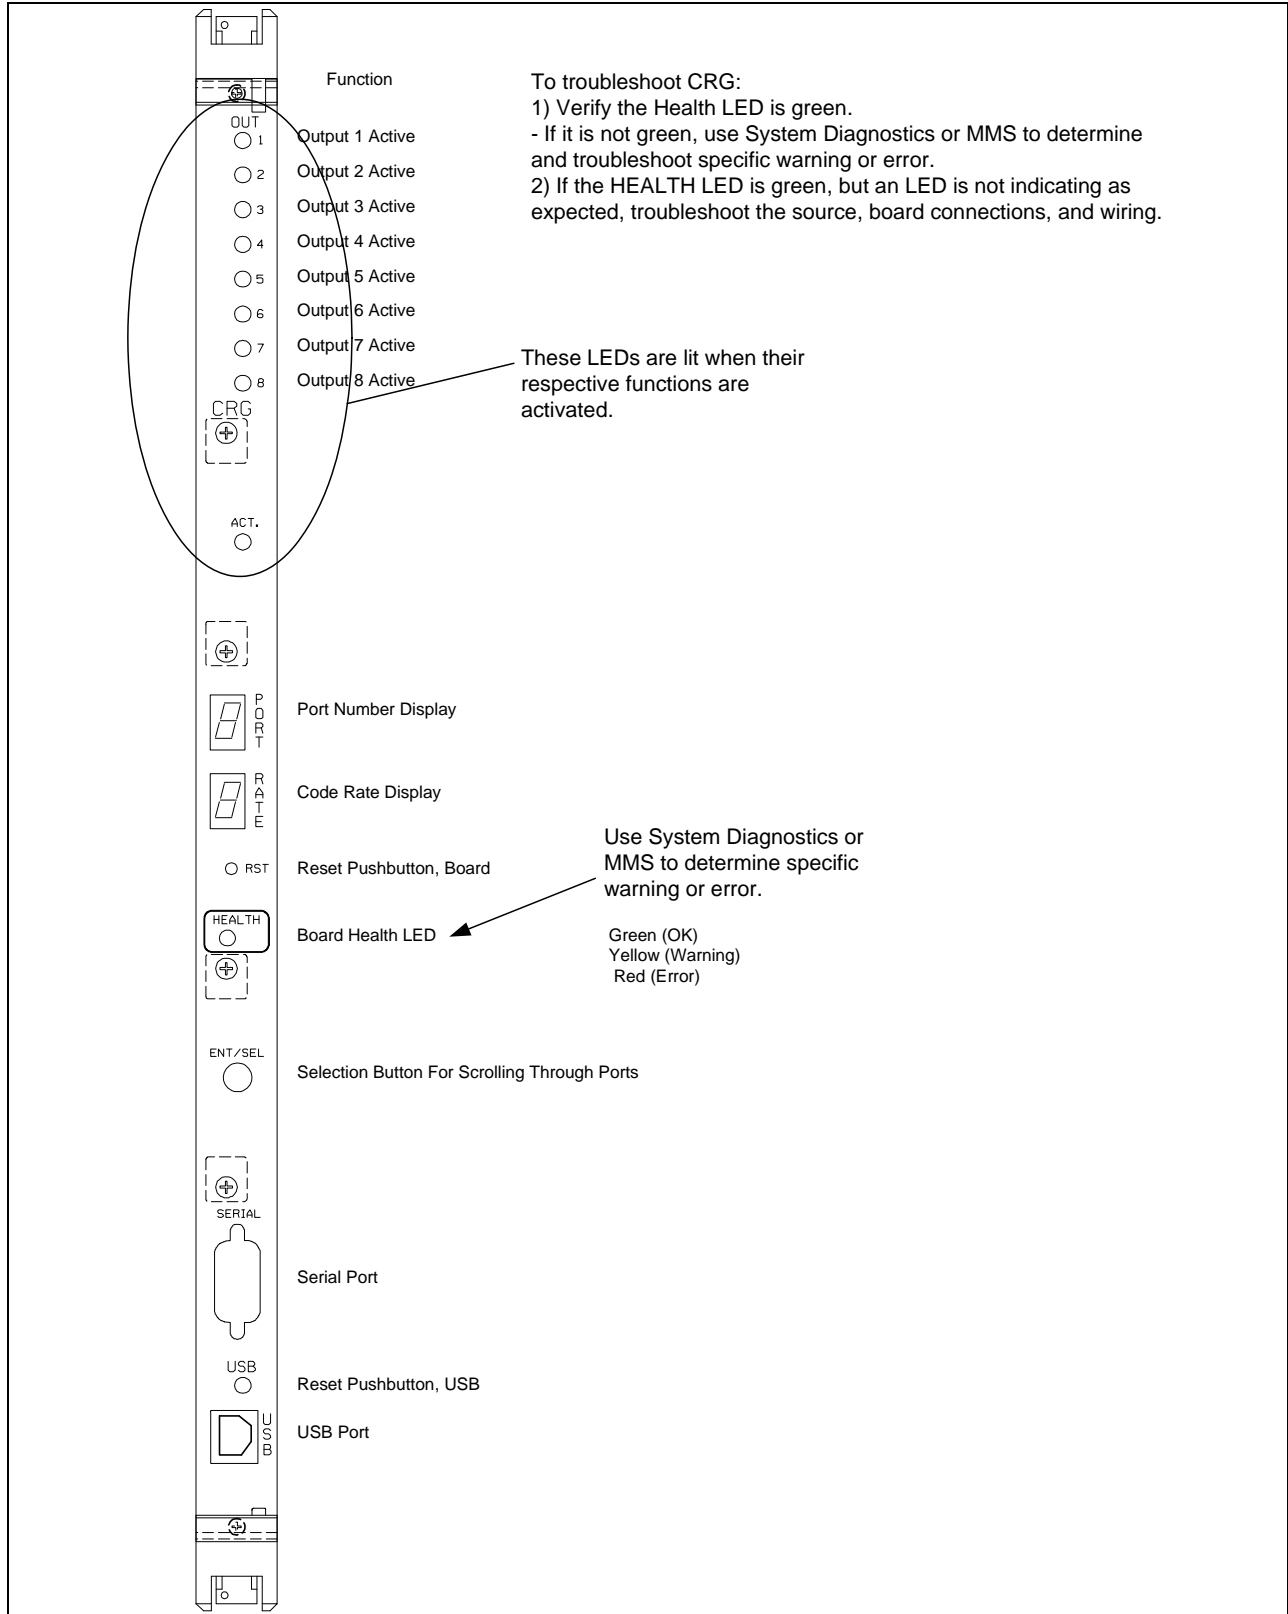 Function
To troubleshoot CRG:
1) Verify the Health LED is green.
- If it is not green, use System Diagnostics or MMS to determine
and troubleshoot specific warning or error.
2) If the HEALTH LED is green, but an LED is not indicating as
expected, troubleshoot the source, board connections, and wiring.
OUT
1 Output 1 Active
2 Output 2 Active
3 Output 3 Active
4 Output 4 Active
5 Output 5 Active
6 Output 6 Active
7 Output 7 Active
8 Output 8 Active
These LEDs are lit when their
respective functions are
activated.
CRG
ACT.
PORT
Port Number Display
RATE
Code Rate Display
RST Reset Pushbutton, Board
Use System Diagnostics or
MMS to determine specific
warning or error.
HEALTH
Board Health LED
Green (OK)
Yellow (Warning)
Red (Error)
ENT/SEL
Selection Button For Scrolling Through Ports
SERIAL
Serial Port
USB
Reset Pushbutton, USB
USB
USB Port